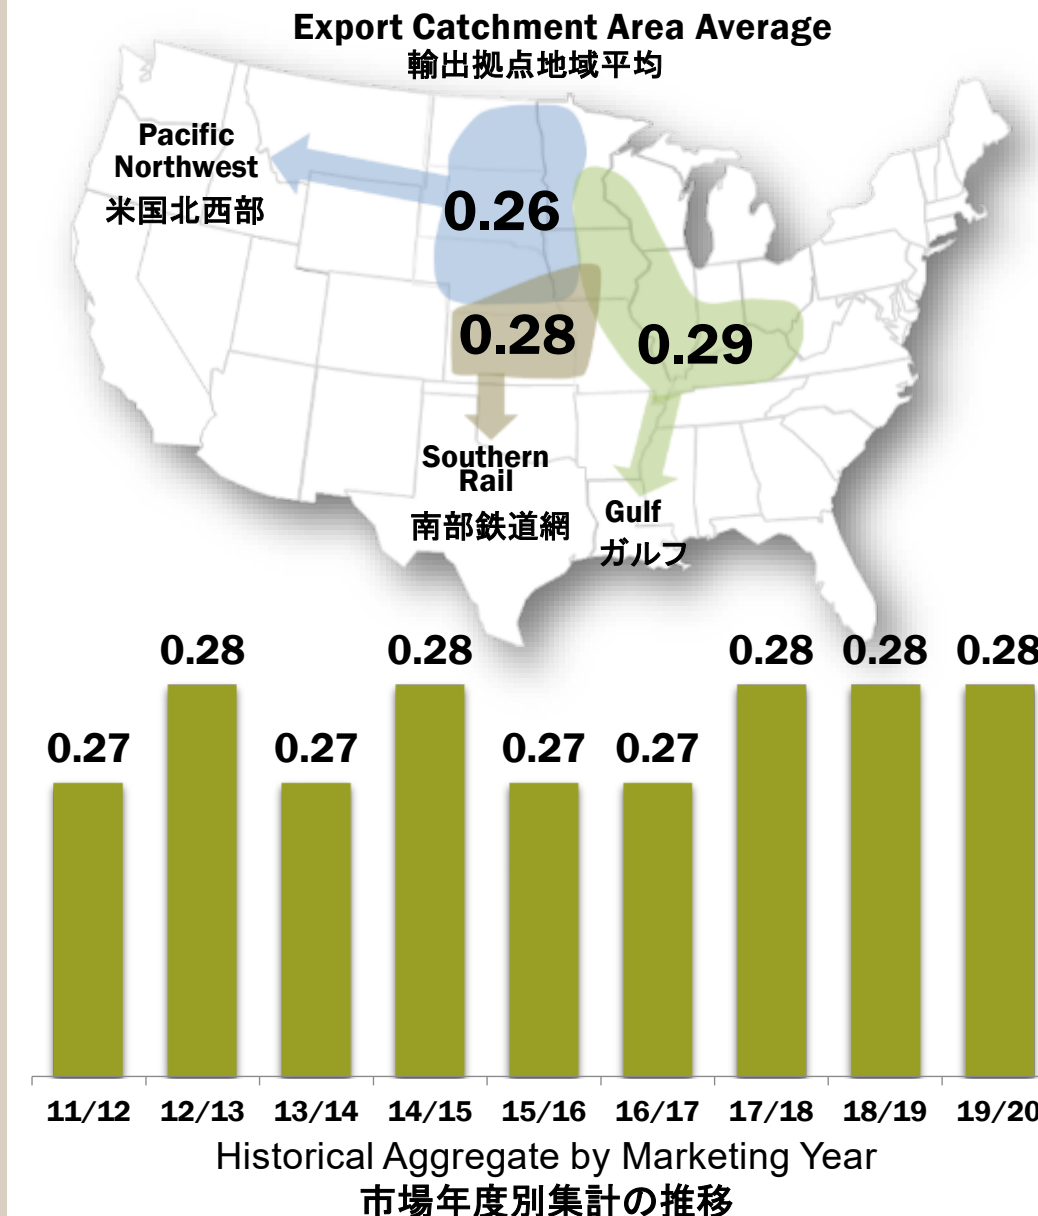 Export Catchment Area Average
輸出拠点地域平均
Pacific
Northwest
米国北西部
0.26
0.28
0.29
Southern
Rail
南部鉄道網
Gulf
ガルフ
0.27
0.28
0.27
0.28
0.27
0.27
0.28
0.28
0.28
11/12
12/13
13/14
14/15
15/16
16/17
17/18
18/19
19/20
Historical Aggregate by Marketing Year
市場年度別集計の推移